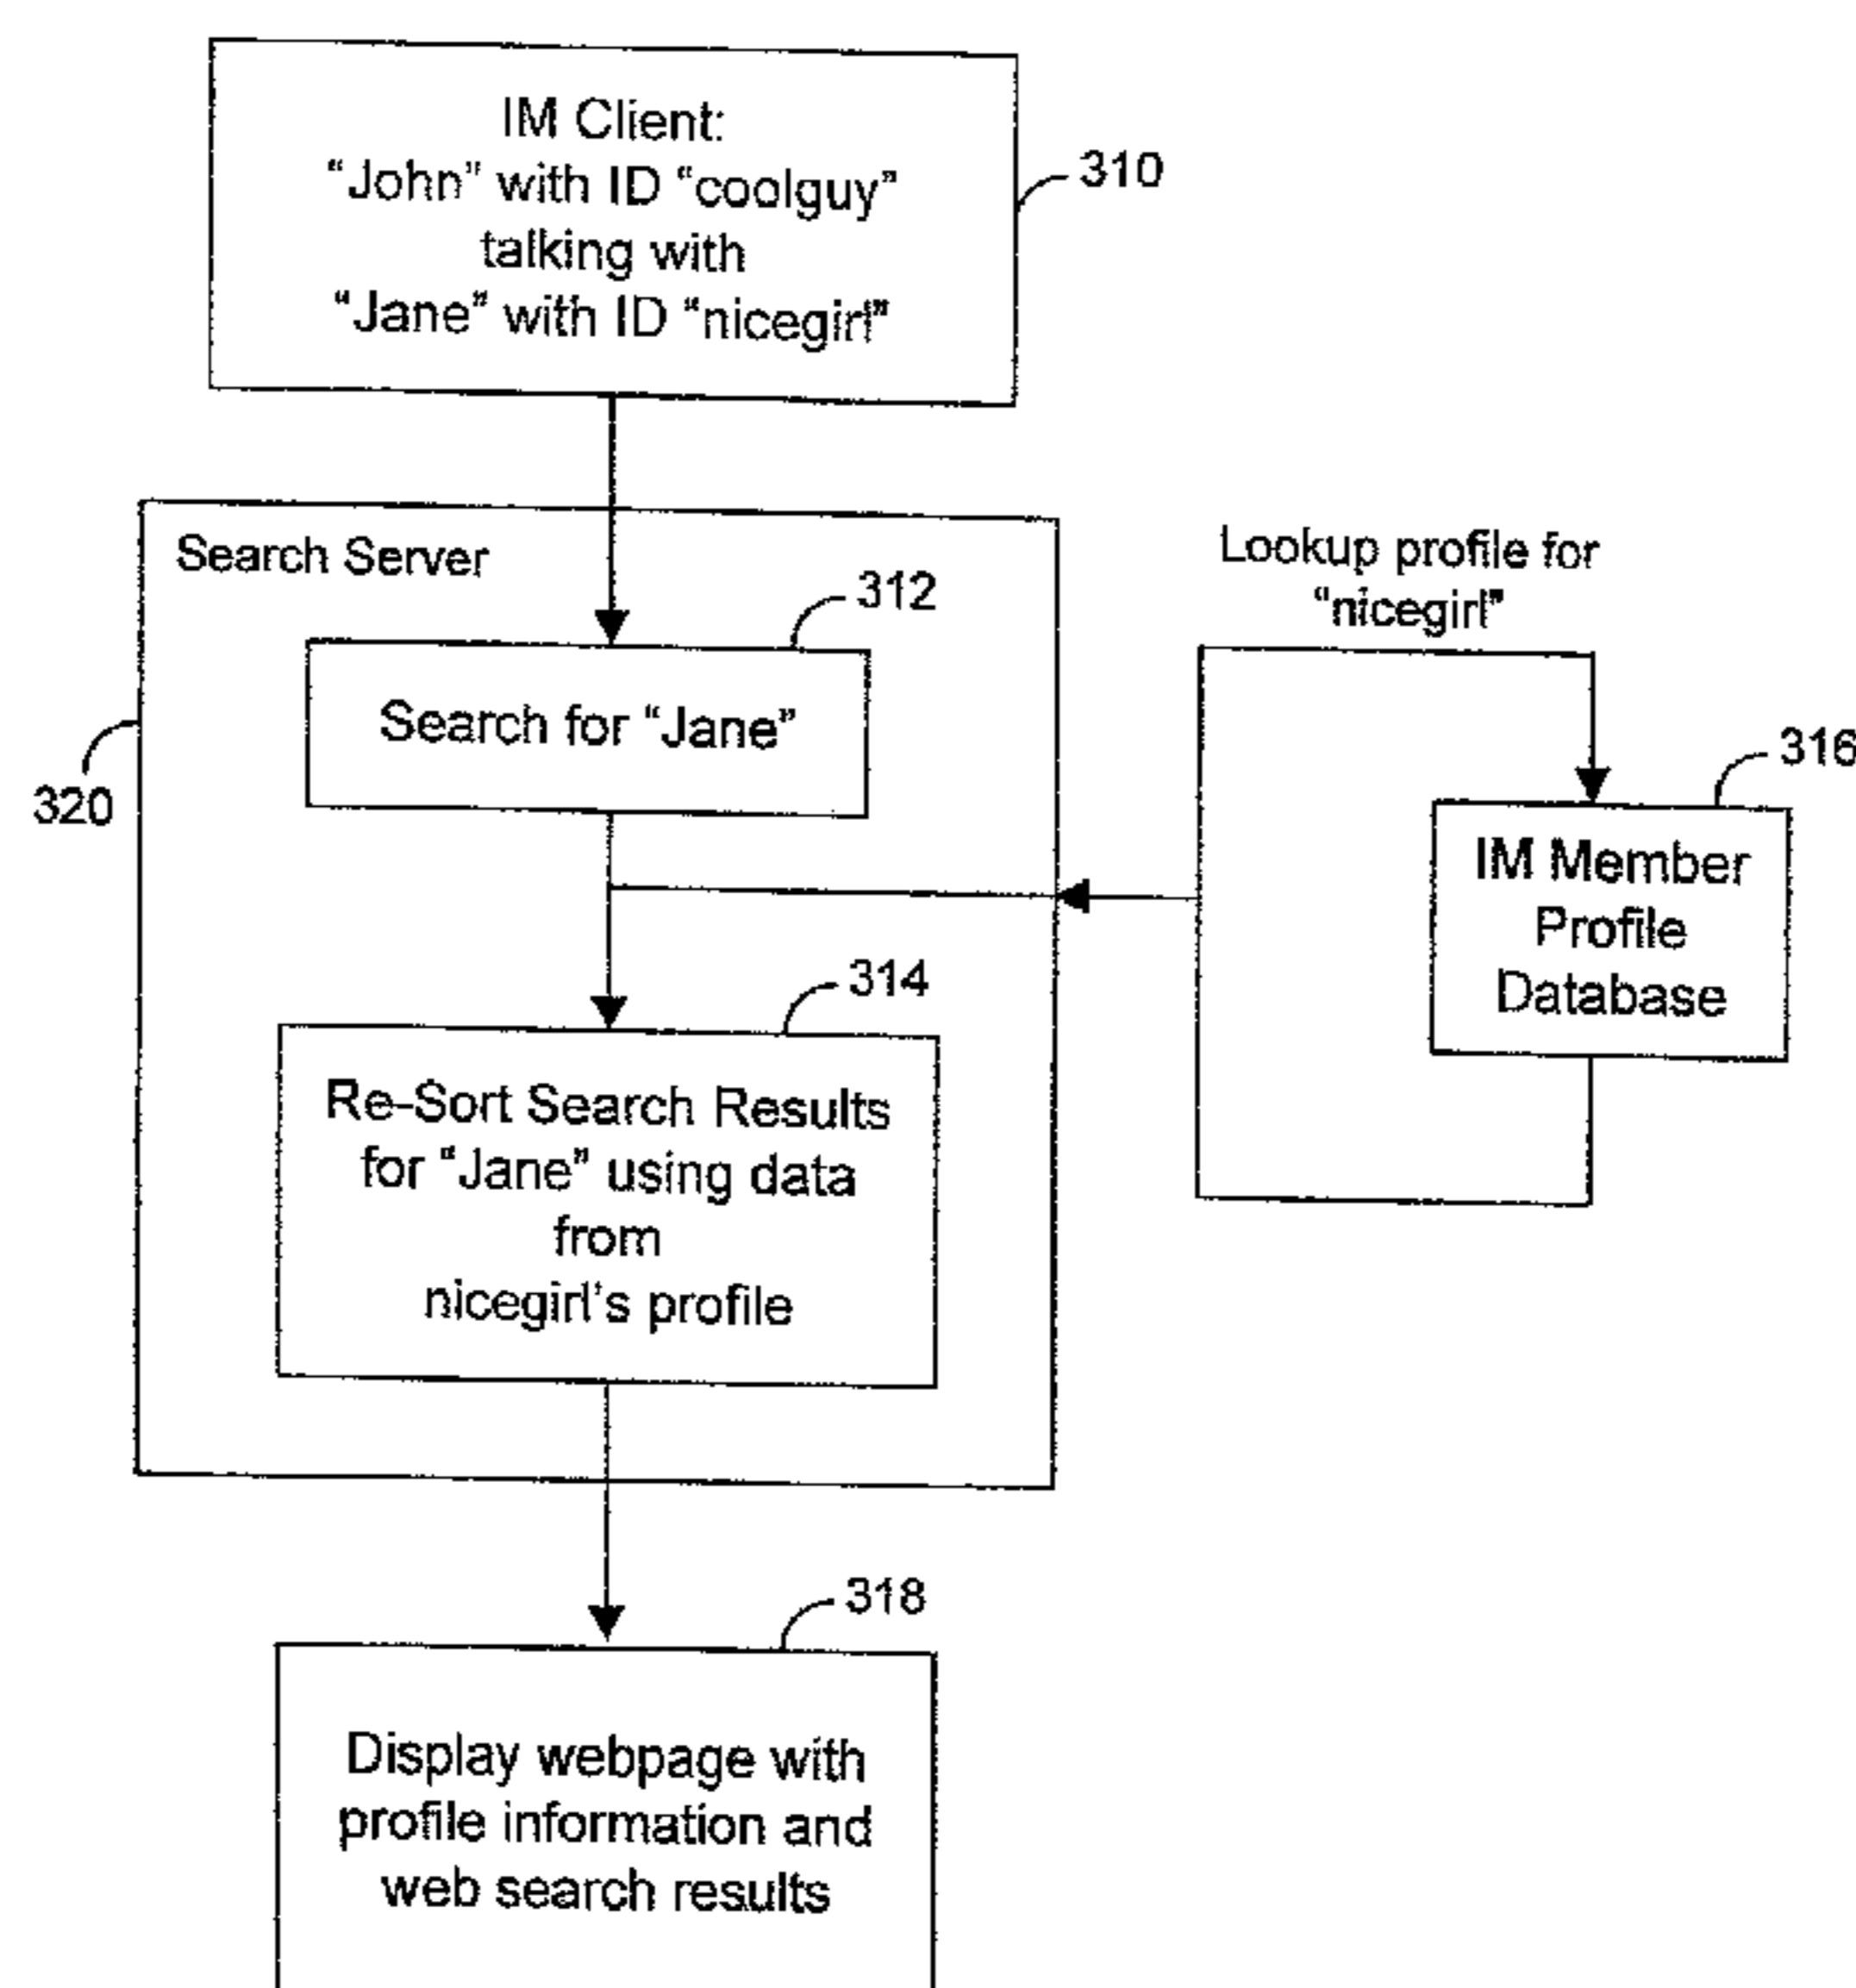 IM Client:
“John” with ID “coolguy”
talking with
“Jane” with ID “nicegirl”
310
Search Server
312
Search for “Jane”
320
Lookup profile for
“nicegirl”
316
IM Member
Profile
Database
314
Re-Sort Search Results
for “Jane” using data
from
nicegirl's profile
318
Display webpage with
profile information and
web search results